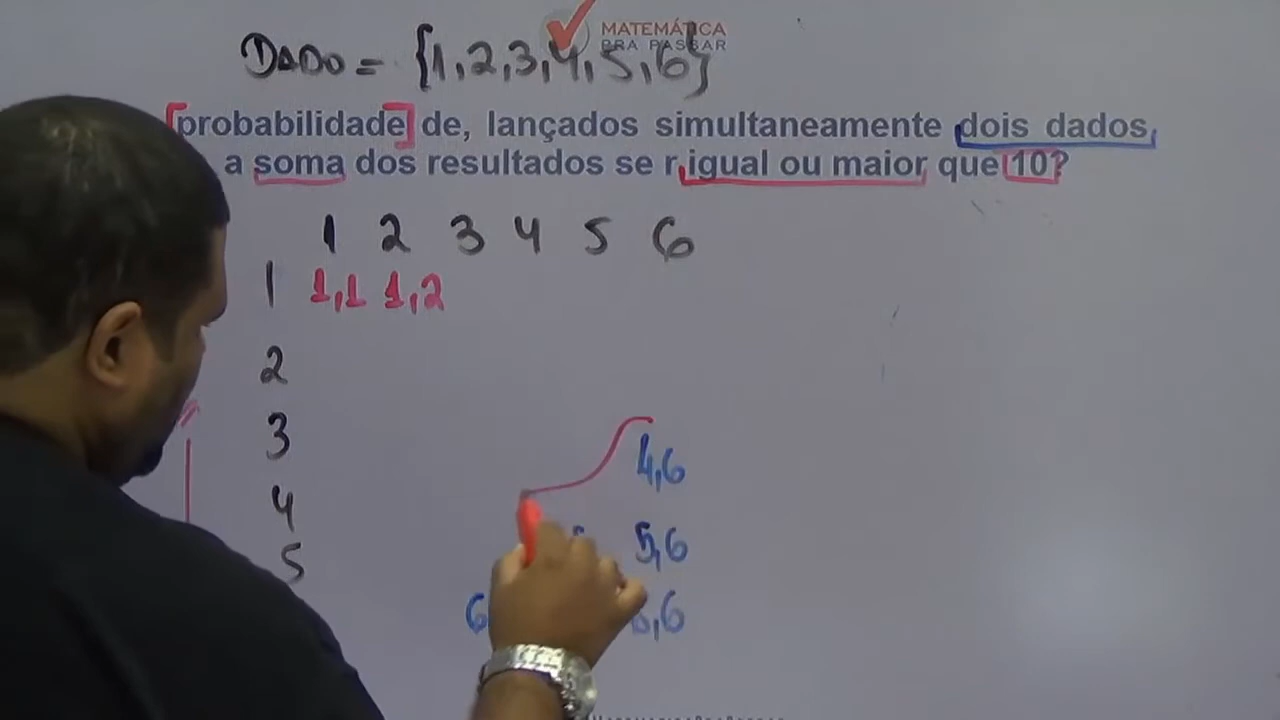 MATEMÁTICA
PRA PASSAR
DADO = {1,2,3,4,5,6}
probabilidade de, lançados simultaneamente dois dados,
a soma dos resultados se r igual ou maior que 10?
1 2 3 4 5 6
1 1,1 1,2
2
3
4 4,6
5 5,6
6 6,6